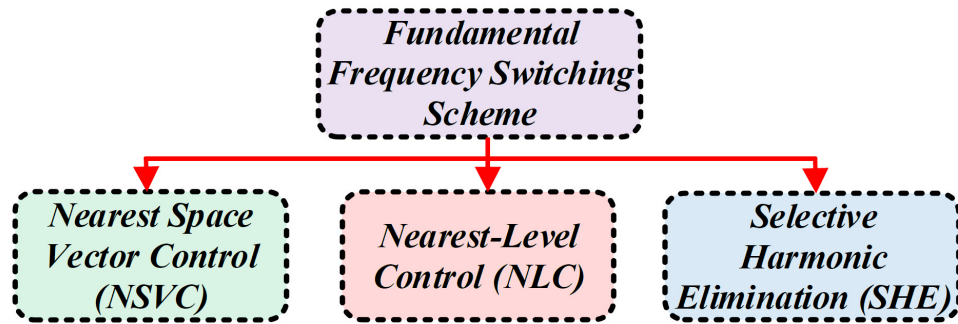 Fundamental
Frequency Switching
Scheme
Nearest Space
Vector Control
(NSVC)
Nearest-Level
Control (NLC)
Selective
Harmonic
Elimination (SHE)